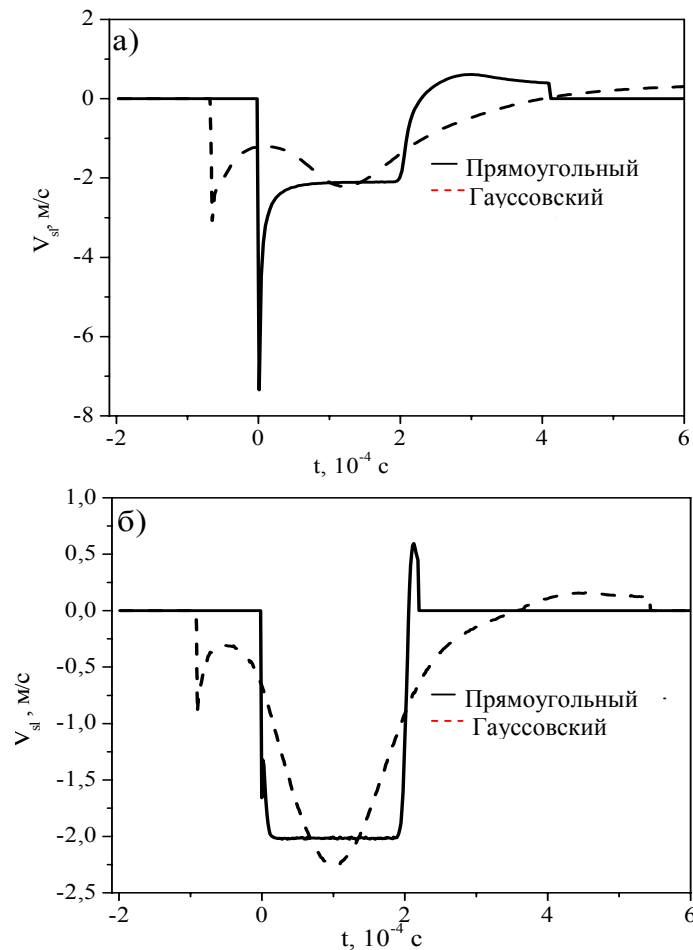 а)
2
0
-2
-4
-6
-8
V_sl, м/с
Прямоугольный
Гауссовский
-2 0 2 4 6
t, 10⁻⁴ с
б)
1,0
0,5
0,0
-0,5
-1,0
-1,5
-2,0
-2,5
V_sl , м/с
Прямоугольный
Гауссовский
-2 0 2 4 6
t, 10⁻⁴ с